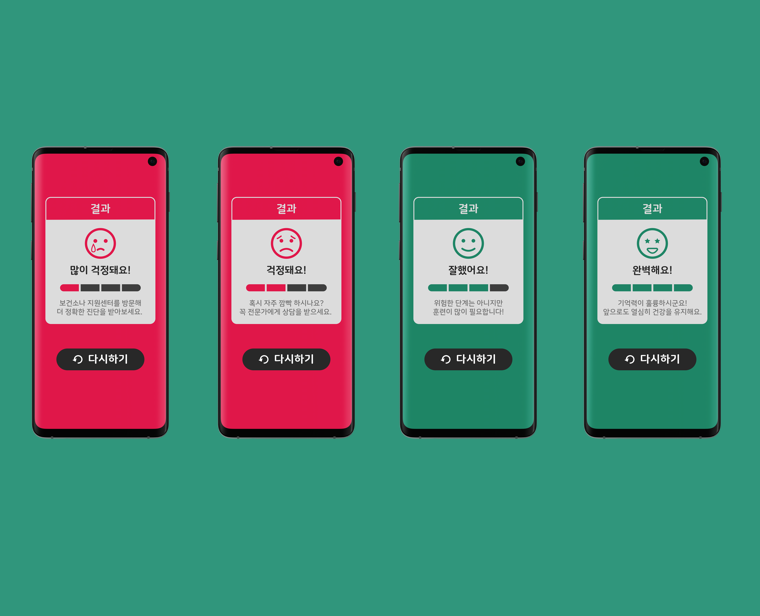 결과
많이 걱정돼요!
보건소나 지원센터를 방문해
더 정확한 진단을 받아보세요.
다시하기
결과
걱정돼요!
혹시 자주 깜빡 하시나요?
꼭 전문가에게 상담을 받으세요.
다시하기
결과
잘했어요!
위험한 단계는 아니지만
훈련이 많이 필요합니다!
다시하기
결과
완벽해요!
기억력이 훌륭하시군요!
앞으로도 열심히 건강을 유지해요.
다시하기